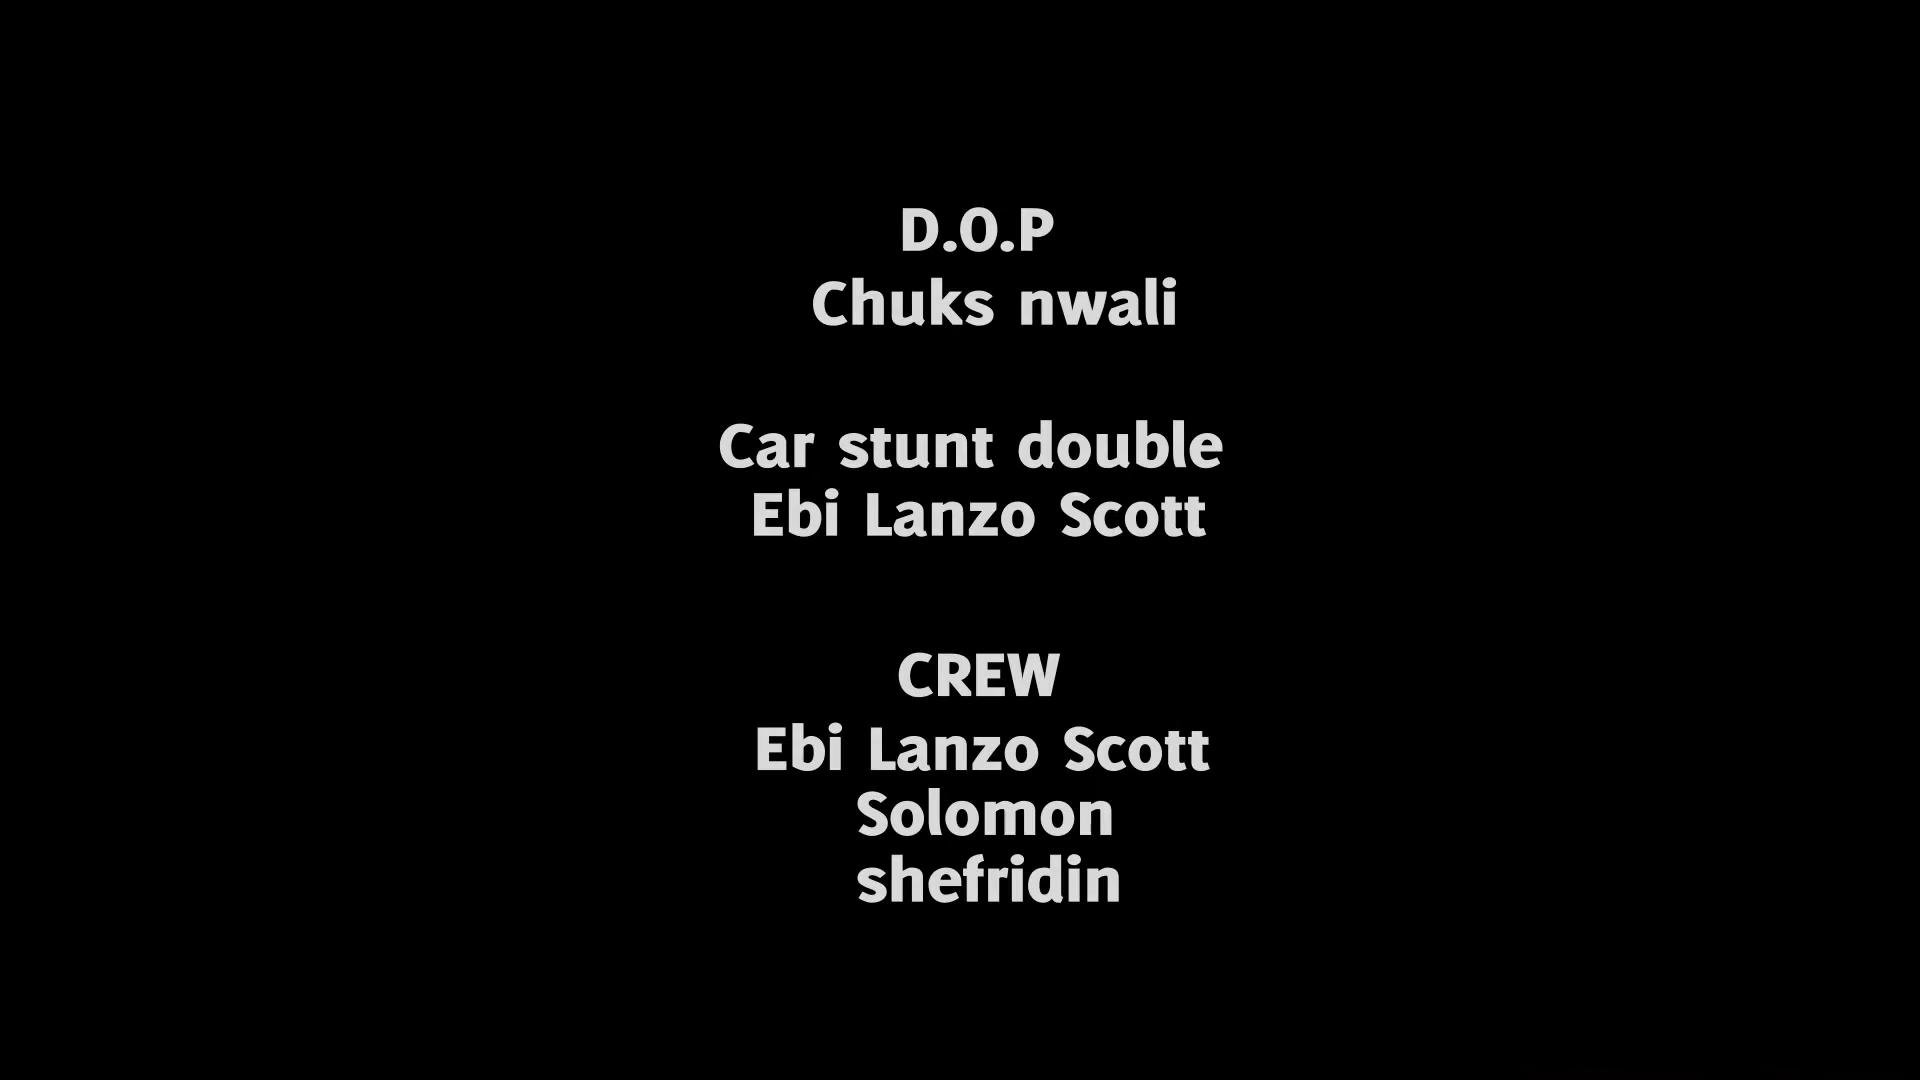 D.O.P
Chuks nwali
Car stunt double
Ebi Lanzo Scott
CREW
Ebi Lanzo Scott
Solomon
shefridin